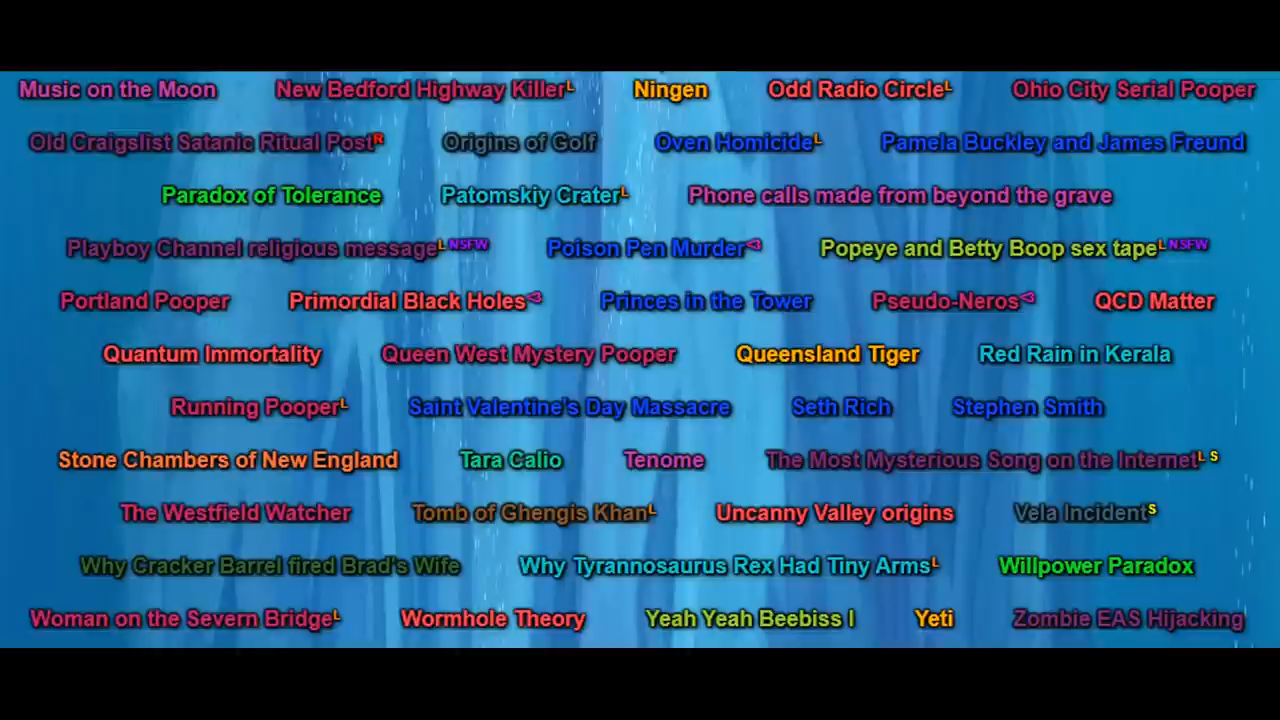 Music on the Moon New Bedford Highway Killer^L Ningen Odd Radio Circle^L Ohio City Serial Pooper
Old Craigslist Satanic Ritual Post^R Origins of Golf Oven Homicide^L Pamela Buckley and James Freund
Paradox of Tolerance Patomskiy Crater^L Phone calls made from beyond the grave
Playboy Channel religious message^L NSFW Poison Pen Murder^<3 Popeye and Betty Boop sex tape^L NSFW
Portland Pooper Primordial Black Holes^<3 Princes in the Tower Pseudo-Neros^<3 QCD Matter
Quantum Immortality Queen West Mystery Pooper Queensland Tiger Red Rain in Kerala
Running Pooper^L Saint Valentine's Day Massacre Seth Rich Stephen Smith
Stone Chambers of New England Tara Calio Tenome The Most Mysterious Song on the Internet^L S
The Westfield Watcher Tomb of Ghengis Khan^L Uncanny Valley origins Vela Incident^S
Why Cracker Barrel fired Brad's Wife Why Tyrannosaurus Rex Had Tiny Arms^L Willpower Paradox
Woman on the Severn Bridge^L Wormhole Theory Yeah Yeah Beebiss I Yeti Zombie EAS Hijacking